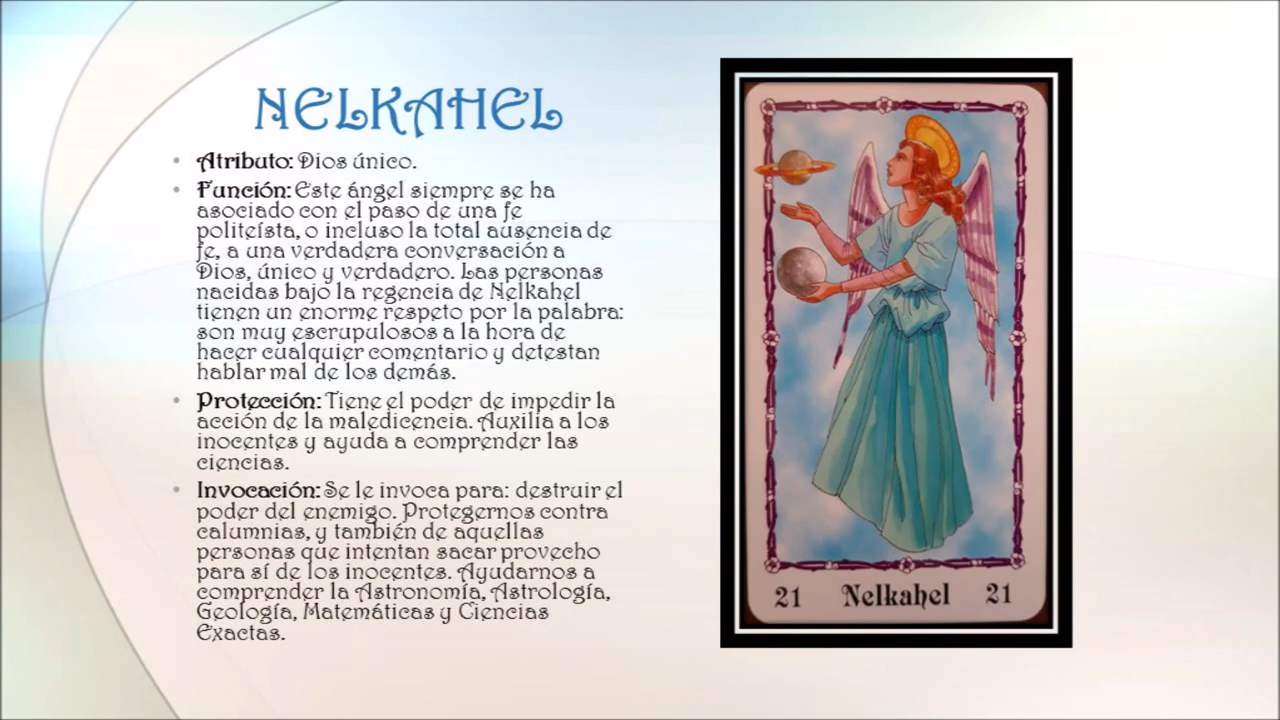 NELKAHEL
• Atributo: Dios único.
• Función: Este ángel siempre se ha
asociado con el paso de una fe
politeísta, o incluso la total ausencia de
fe, a una verdadera conversación a
Dios, único y verdadero. Las personas
nacidas bajo la regencia de Nelkahel
tienen un enorme respeto por la palabra:
son muy escrupulosos a la hora de
hacer cualquier comentario y detestan
hablar mal de los demás.
• Protección: Tiene el poder de impedir la
acción de la maledicencia. Auxilia a los
inocentes y ayuda a comprender las
ciencias.
• Invocación: Se le invoca para: destruir el
poder del enemigo. Protegernos contra
calumnias, y también de aquellas
personas que intentan sacar provecho
para sí de los inocentes. Ayudarnos a
comprender la Astronomía, Astrología,
Geología, Matemáticas y Ciencias
Exactas.
21 Nelkahel 21